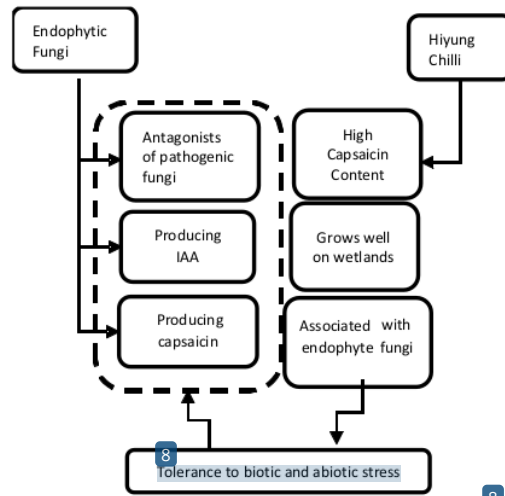 Endophytic
Fungi
Hiyung
Chilli
Antagonists
of pathogenic
fungi
High
Capsaicin
Content
Producing
IAA
Grows well
on wetlands
Producing
capsaicin
Associated with
endophyte fungi
8
Tolerance to biotic and abiotic stress